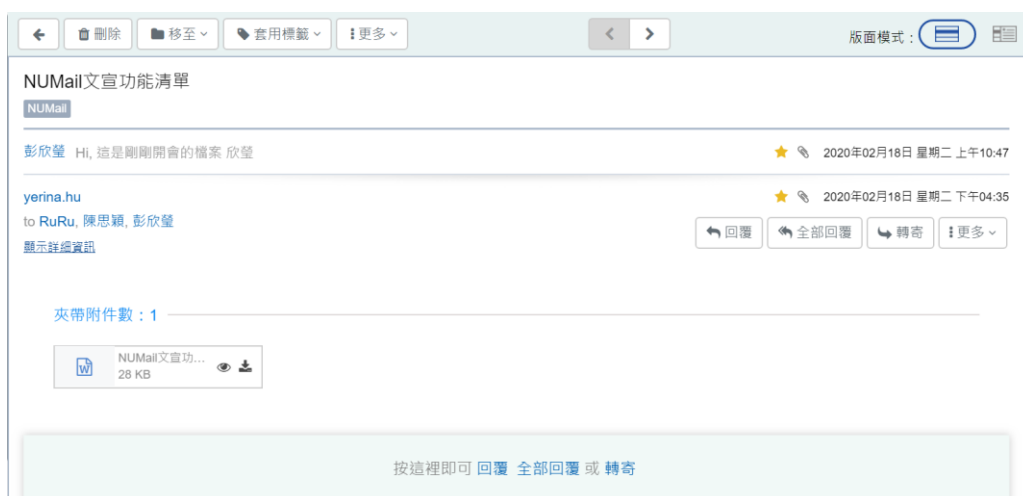 刪除 移至 套用標籤 更多 版面模式：
NUMail文宣功能清單
NUMail
彭欣瑩 Hi, 這是剛剛開會的檔案 欣瑩 2020年02月18日 星期二 上午10:47
yerina.hu 2020年02月18日 星期二 下午04:35
to RuRu, 陳思穎, 彭欣瑩
回覆 全部回覆 轉寄 更多
顯示詳細資訊
夾帶附件數：1
NUMail文宣功...
28 KB
按這裡即可 回覆 全部回覆 或 轉寄